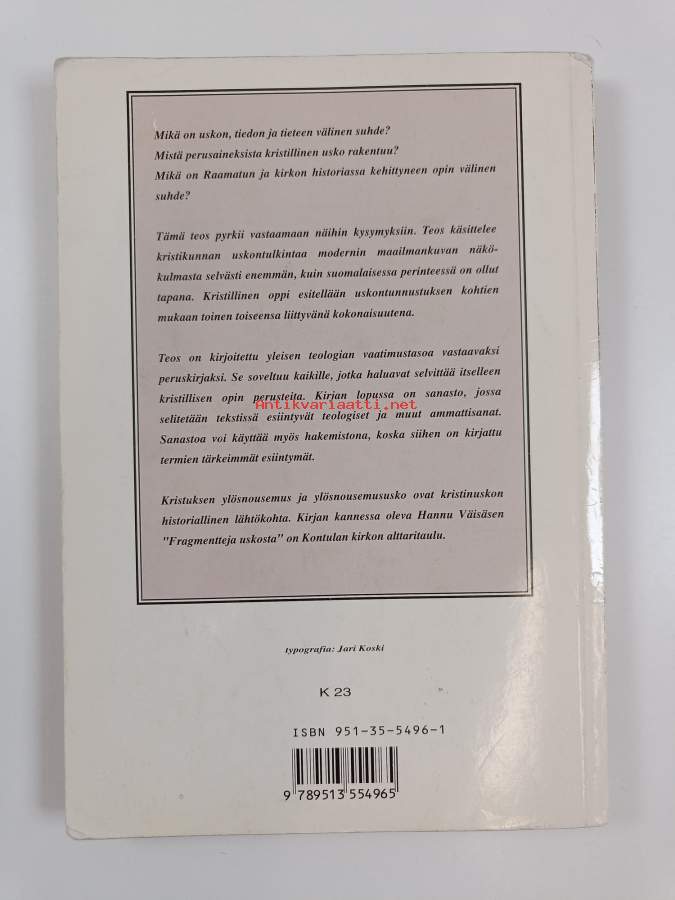 Mikä on uskon, tiedon ja tieteen välinen suhde?
Mistä perusaineksista kristillinen usko rakentuu?
Mikä on Raamatun ja kirkon historiassa kehittyneen opin välinen
suhde?
Tämä teos pyrkii vastaamaan näihin kysymyksiin. Teos käsittelee
kristikunnan uskontulkintaa modernin maailmankuvan näkö-
kulmasta selvästi enemmän, kuin suomalaisessa perinteessä on ollut
tapana. Kristillinen oppi esitellään uskontunnustuksen kohtien
mukaan toinen toiseensa liittyvänä kokonaisuutena.
Teos on kirjoitettu yleisen teologian vaatimustasoa vastaavaksi
peruskirjaksi. Se soveltuu kaikille, jotka haluavat selvittää itselleen
kristillisen opin perusteita. Kirjan lopussa on sanasto, jossa
Antikvariaatti.net
selitetään tekstissä esiintyvät teologiset ja muut ammattisanat.
Sanastoa voi käyttää myös hakemistona, koska siihen on kirjattu
termien tärkeimmät esiintymät.
Kristuksen ylösnousemus ja ylösnousemususko ovat kristinuskon
historiallinen lähtökohta. Kirjan kannessa oleva Hannu Väisäsen
"Fragmentteja uskosta" on Kontulan kirkon alttaritaulu.
typografia: Jari Koski
K 23
ISBN 951-35-5496-1
9 789513 554965